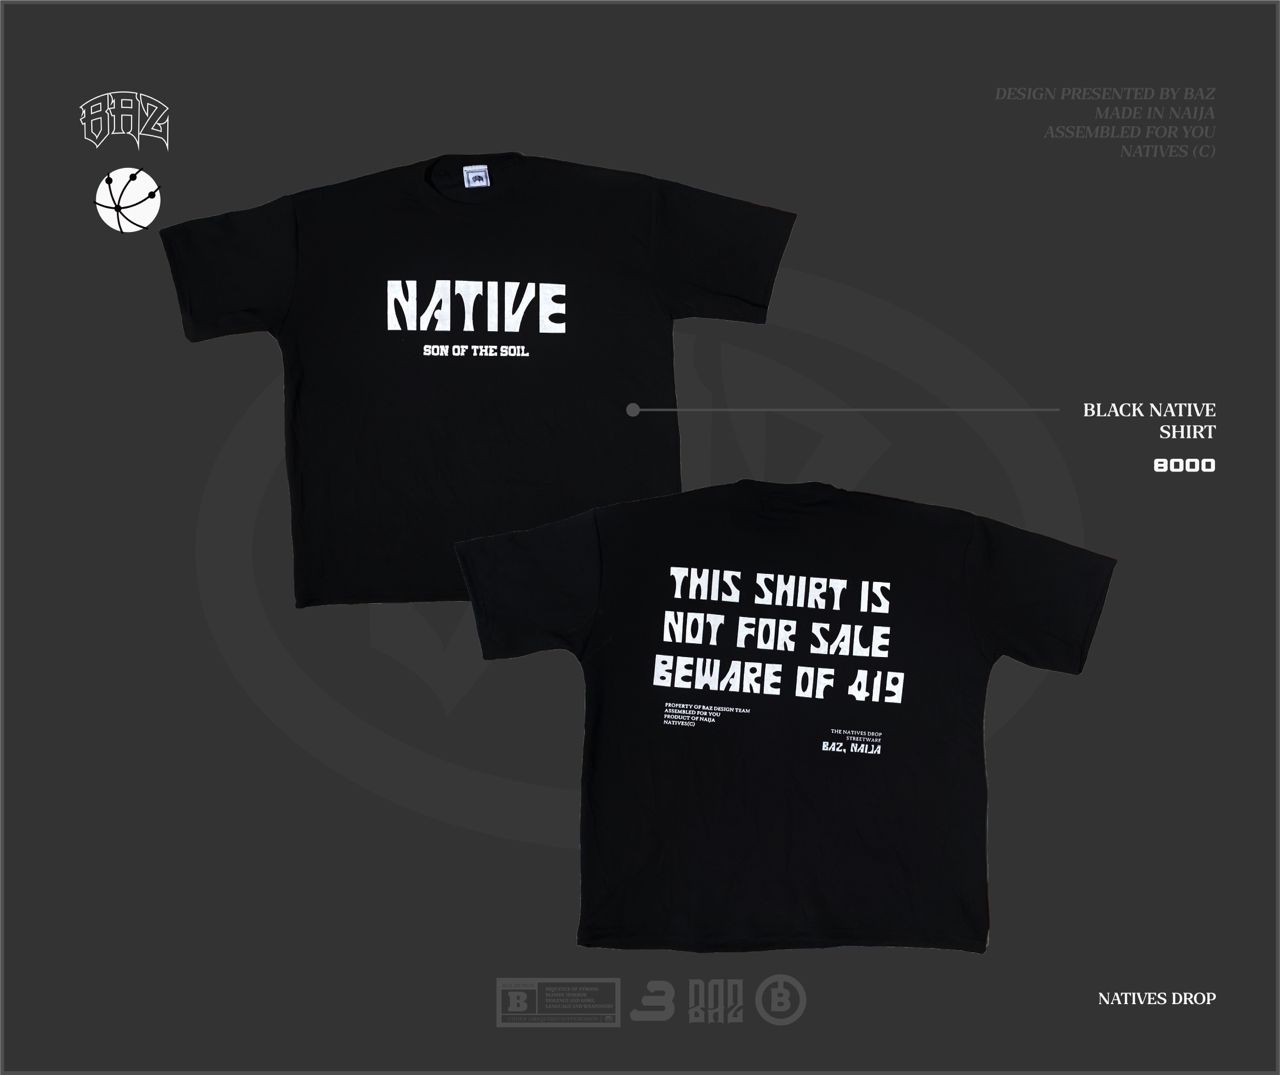 BAZ
DESIGN PRESENTED BY BAZ
MADE IN NAIJA
ASSEMBLED FOR YOU
NATIVES (C)
NATIVE
SON OF THE SOIL
BLACK NATIVE
SHIRT
8000
THIS SHIRT IS
NOT FOR SALE
BEWARE OF 419
PROPERTY OF BAZ DESIGN TEAM
ASSEMBLED FOR YOU
PRODUCT OF NAIJA
NATIVES(C)
THE NATIVES DROP
STREETWARE
BAZ, NAIJA
B
BAZ
B
NATIVES DROP